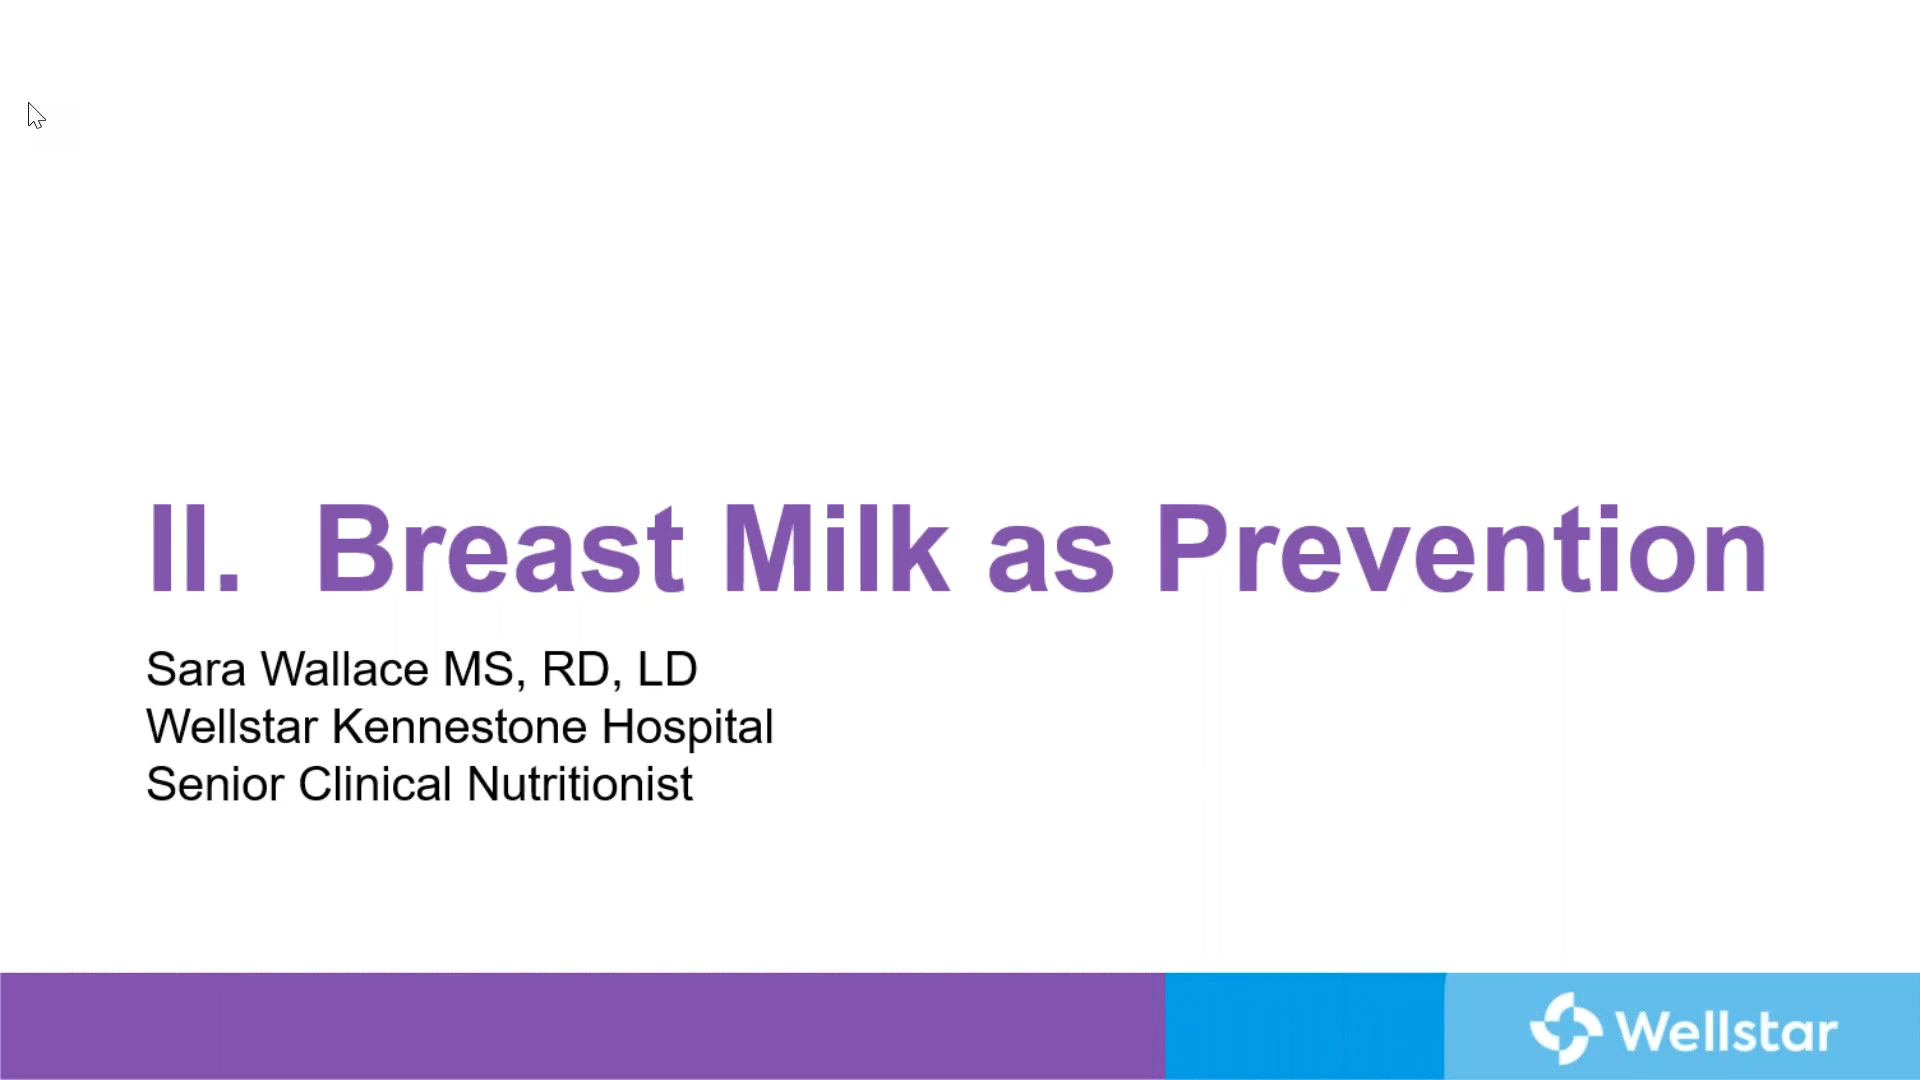 II. Breast Milk as Prevention
Sara Wallace MS, RD, LD
Wellstar Kennestone Hospital
Senior Clinical Nutritionist
Wellstar